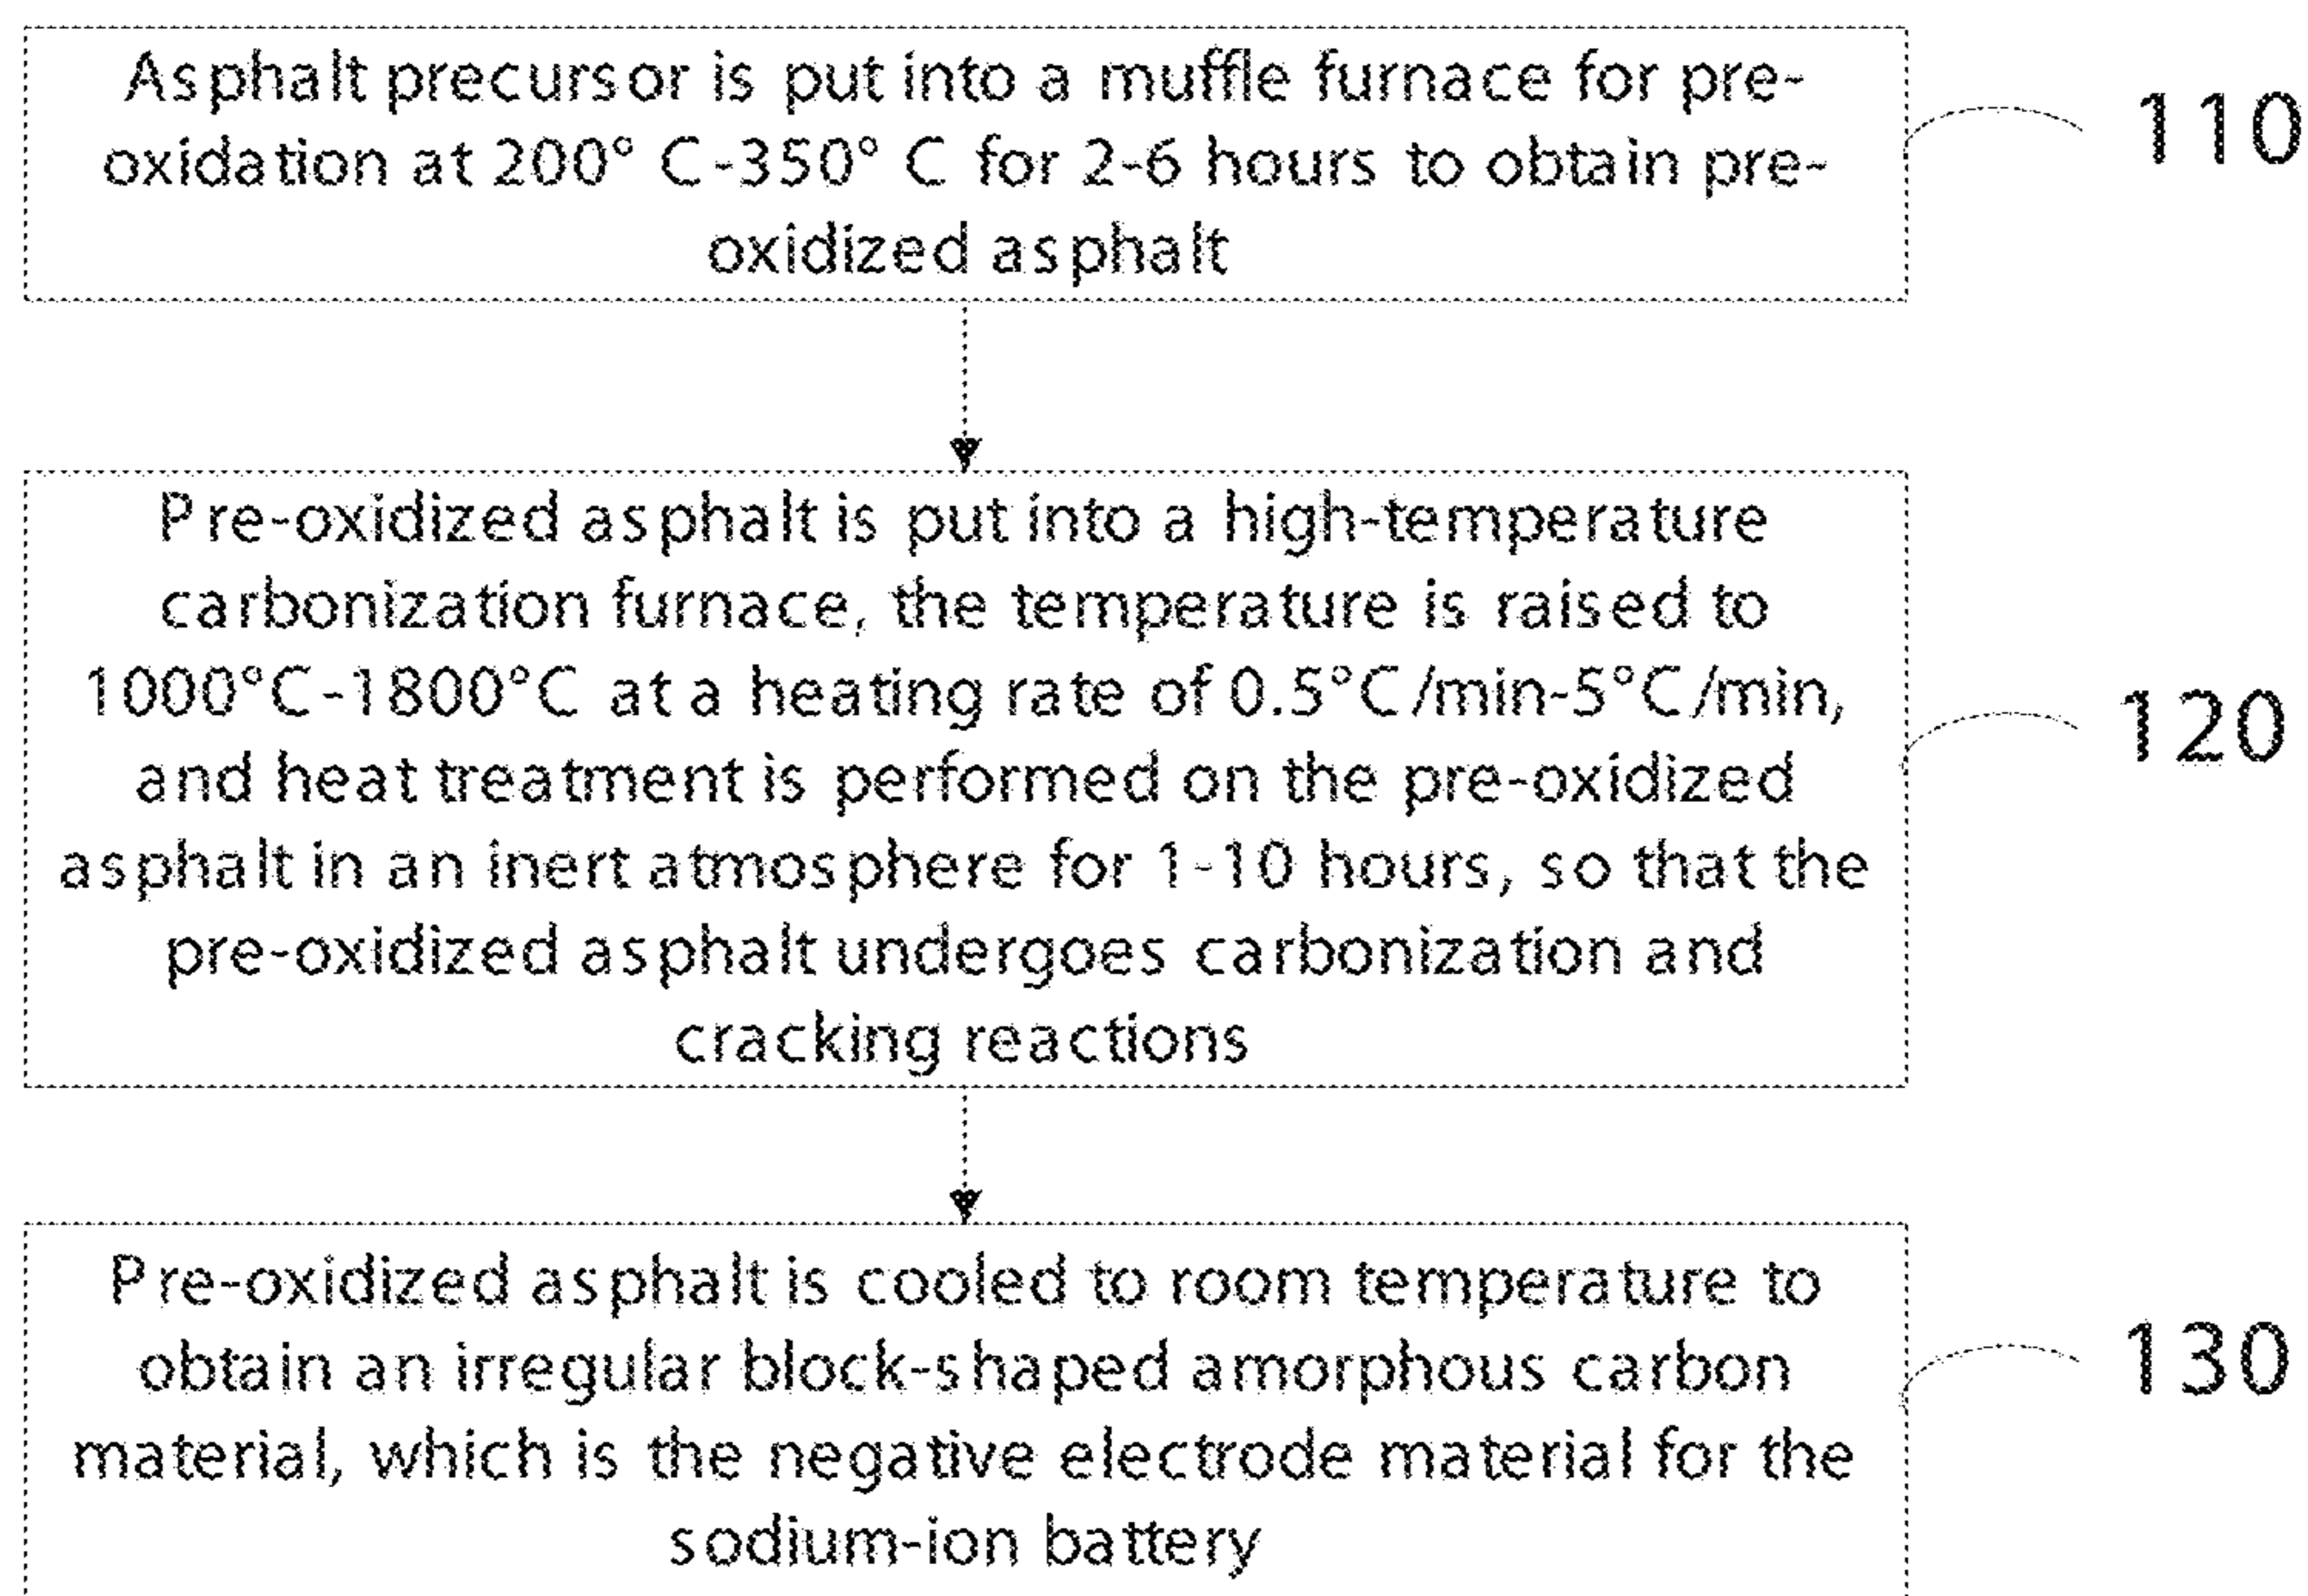 Asphalt precursor is put into a muffle furnace for pre-
oxidation at 200° C-350° C for 2-6 hours to obtain pre-
oxidized asphalt
110
Pre-oxidized asphalt is put into a high-temperature
carbonization furnace, the temperature is raised to
1000°C-1800°C at a heating rate of 0.5°C/min-5°C/min,
and heat treatment is performed on the pre-oxidized
asphalt in an inert atmosphere for 1-10 hours, so that the
pre-oxidized asphalt undergoes carbonization and
cracking reactions
120
Pre-oxidized asphalt is cooled to room temperature to
obtain an irregular block-shaped amorphous carbon
material, which is the negative electrode material for the
sodium-ion battery
130